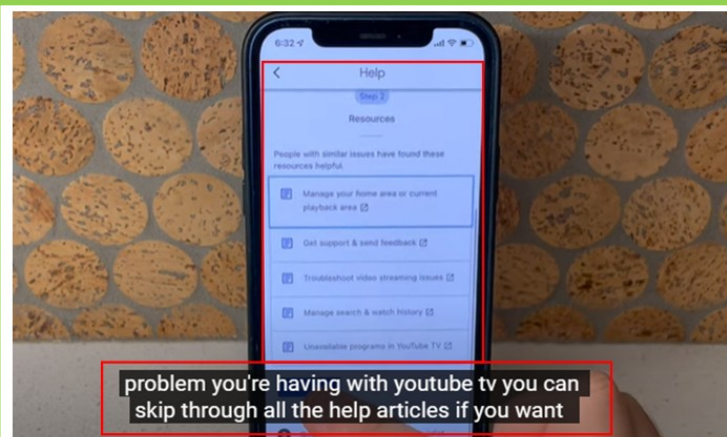 6:32
Help
Step 2
Resources
People with similar issues have found these
resources helpful.
Manage your home area or current
playback area
Get support & send feedback
Troubleshoot video streaming issues
Manage search & watch history
Unavailable programs in YouTube TV
problem you're having with youtube tv you can
skip through all the help articles if you want